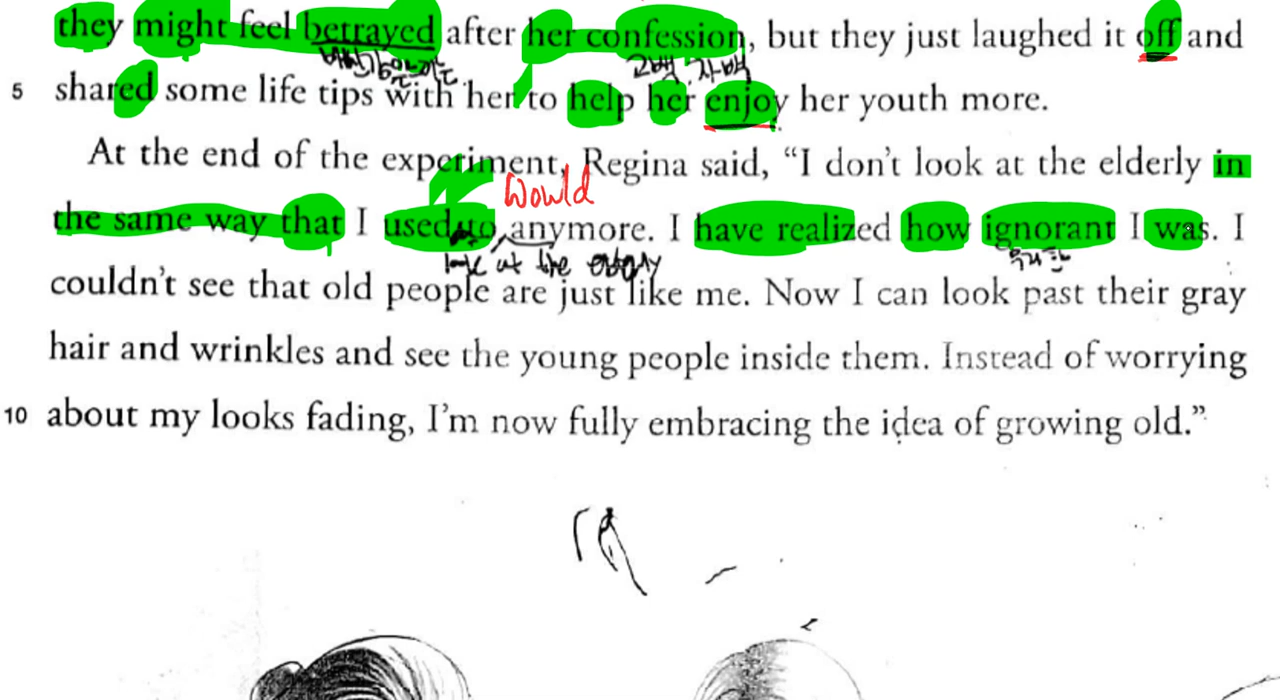 they might feel betrayed after her confession, but they just laughed it off and
고백, 자백
5 shared some life tips with her to help her enjoy her youth more.
At the end of the experiment, Regina said, “I don’t look at the elderly in
Would
the same way that I used to anymore. I have realized how ignorant I was. I
look at the
couldn’t see that old people are just like me. Now I can look past their gray
hair and wrinkles and see the young people inside them. Instead of worrying
10 about my looks fading, I’m now fully embracing the idea of growing old.”